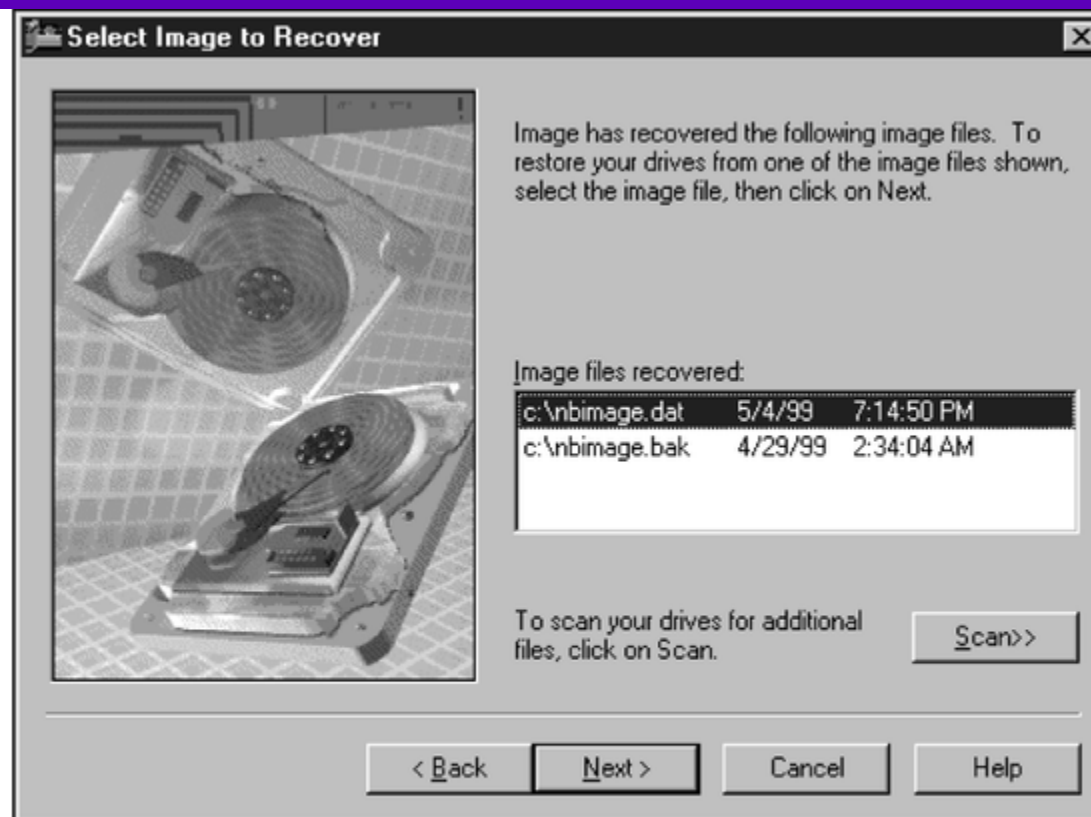 Select Image to Recover
Image has recovered the following image files. To
restore your drives from one of the image files shown,
select the image file, then click on Next.
Image files recovered:
c:\nbimage.dat 5/4/99 7:14:50 PM
c:\nbimage.bak 4/29/99 2:34:04 AM
To scan your drives for additional
files, click on Scan.
Scan>>
< Back
Next >
Cancel
Help